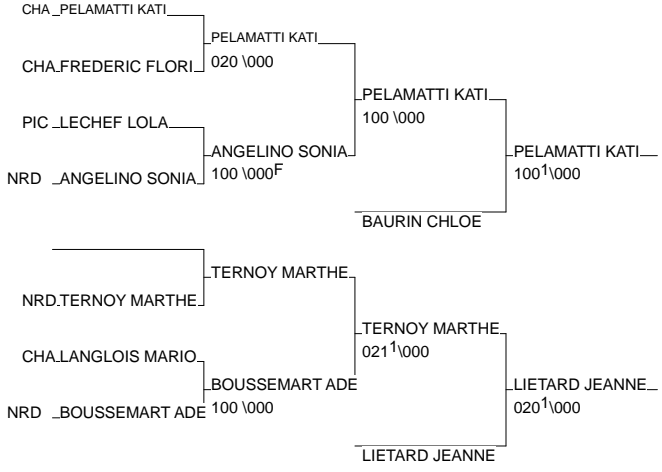 CHA PELAMATTI KATI
PELAMATTI KATI
020 \000
CHA FREDERIC FLORI
PELAMATTI KATI
100 \000
PIC LECHEF LOLA
ANGELINO SONIA
100 \000F
NRD ANGELINO SONIA
PELAMATTI KATI
100¹\000
BAURIN CHLOE
TERNOY MARTHE
NRD TERNOY MARTHE
TERNOY MARTHE
021¹\000
CHA LANGLOIS MARIO
BOUSSEMART ADE
100 \000
NRD BOUSSEMART ADE
LIETARD JEANNE
020¹\000
LIETARD JEANNE